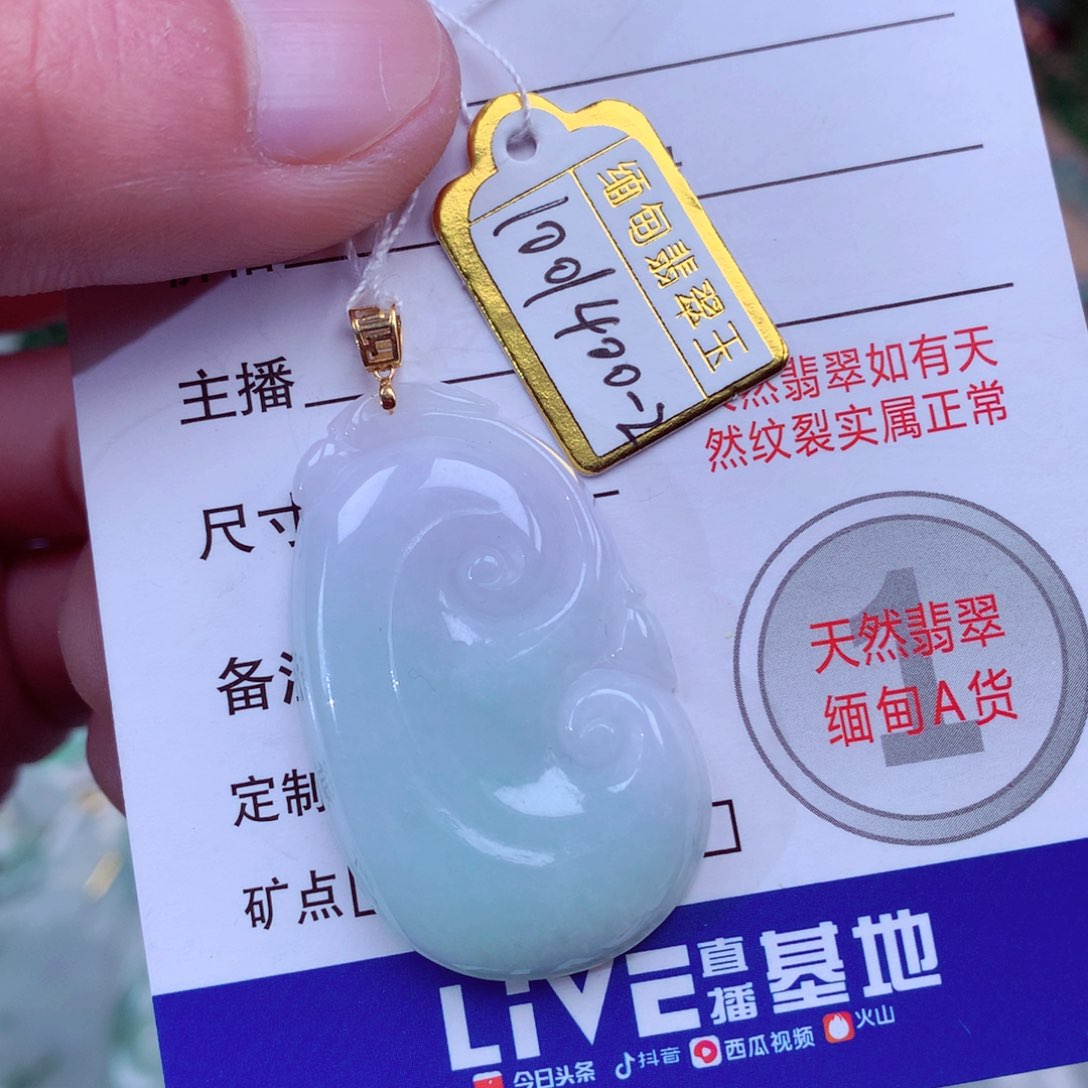 缅甸翡翠玉
主播
天然翡翠如有天
然纹裂实属正常
尺寸
备注
1
天然翡翠
缅甸A货
定制
矿点
LiVE直播基地
今日头条 抖音 西瓜视频 火山